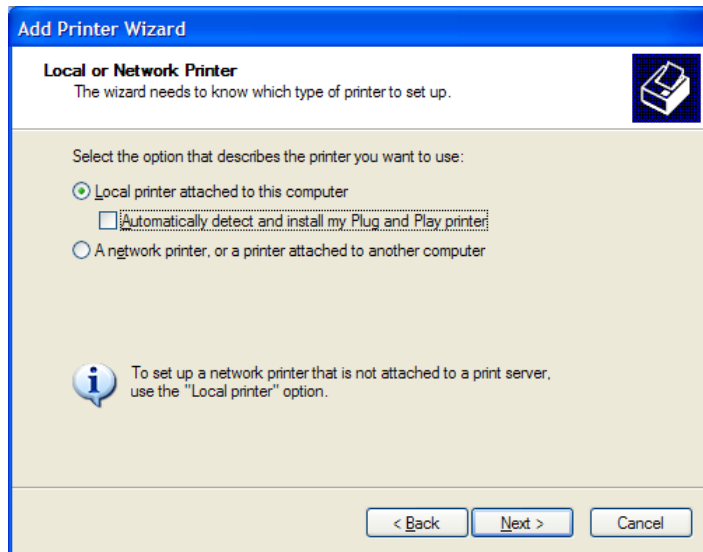 Add Printer Wizard
Local or Network Printer
The wizard needs to know which type of printer to set up.
Select the option that describes the printer you want to use:
Local printer attached to this computer
Automatically detect and install my Plug and Play printer
A network printer, or a printer attached to another computer
To set up a network printer that is not attached to a print server,
use the "Local printer" option.
< Back Next > Cancel